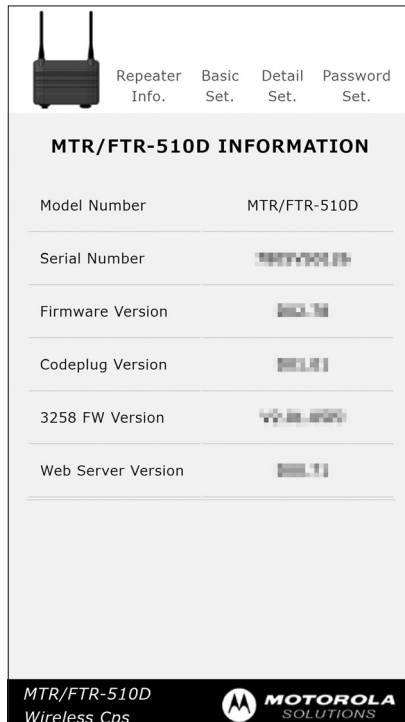 Repeater Basic Detail Password
Info. Set. Set. Set.
MTR/FTR-510D INFORMATION
Model Number MTR/FTR-510D
Serial Number
Firmware Version
Codeplug Version
3258 FW Version
Web Server Version
MTR/FTR-510D
Wireless Cps
MOTOROLA
SOLUTIONS